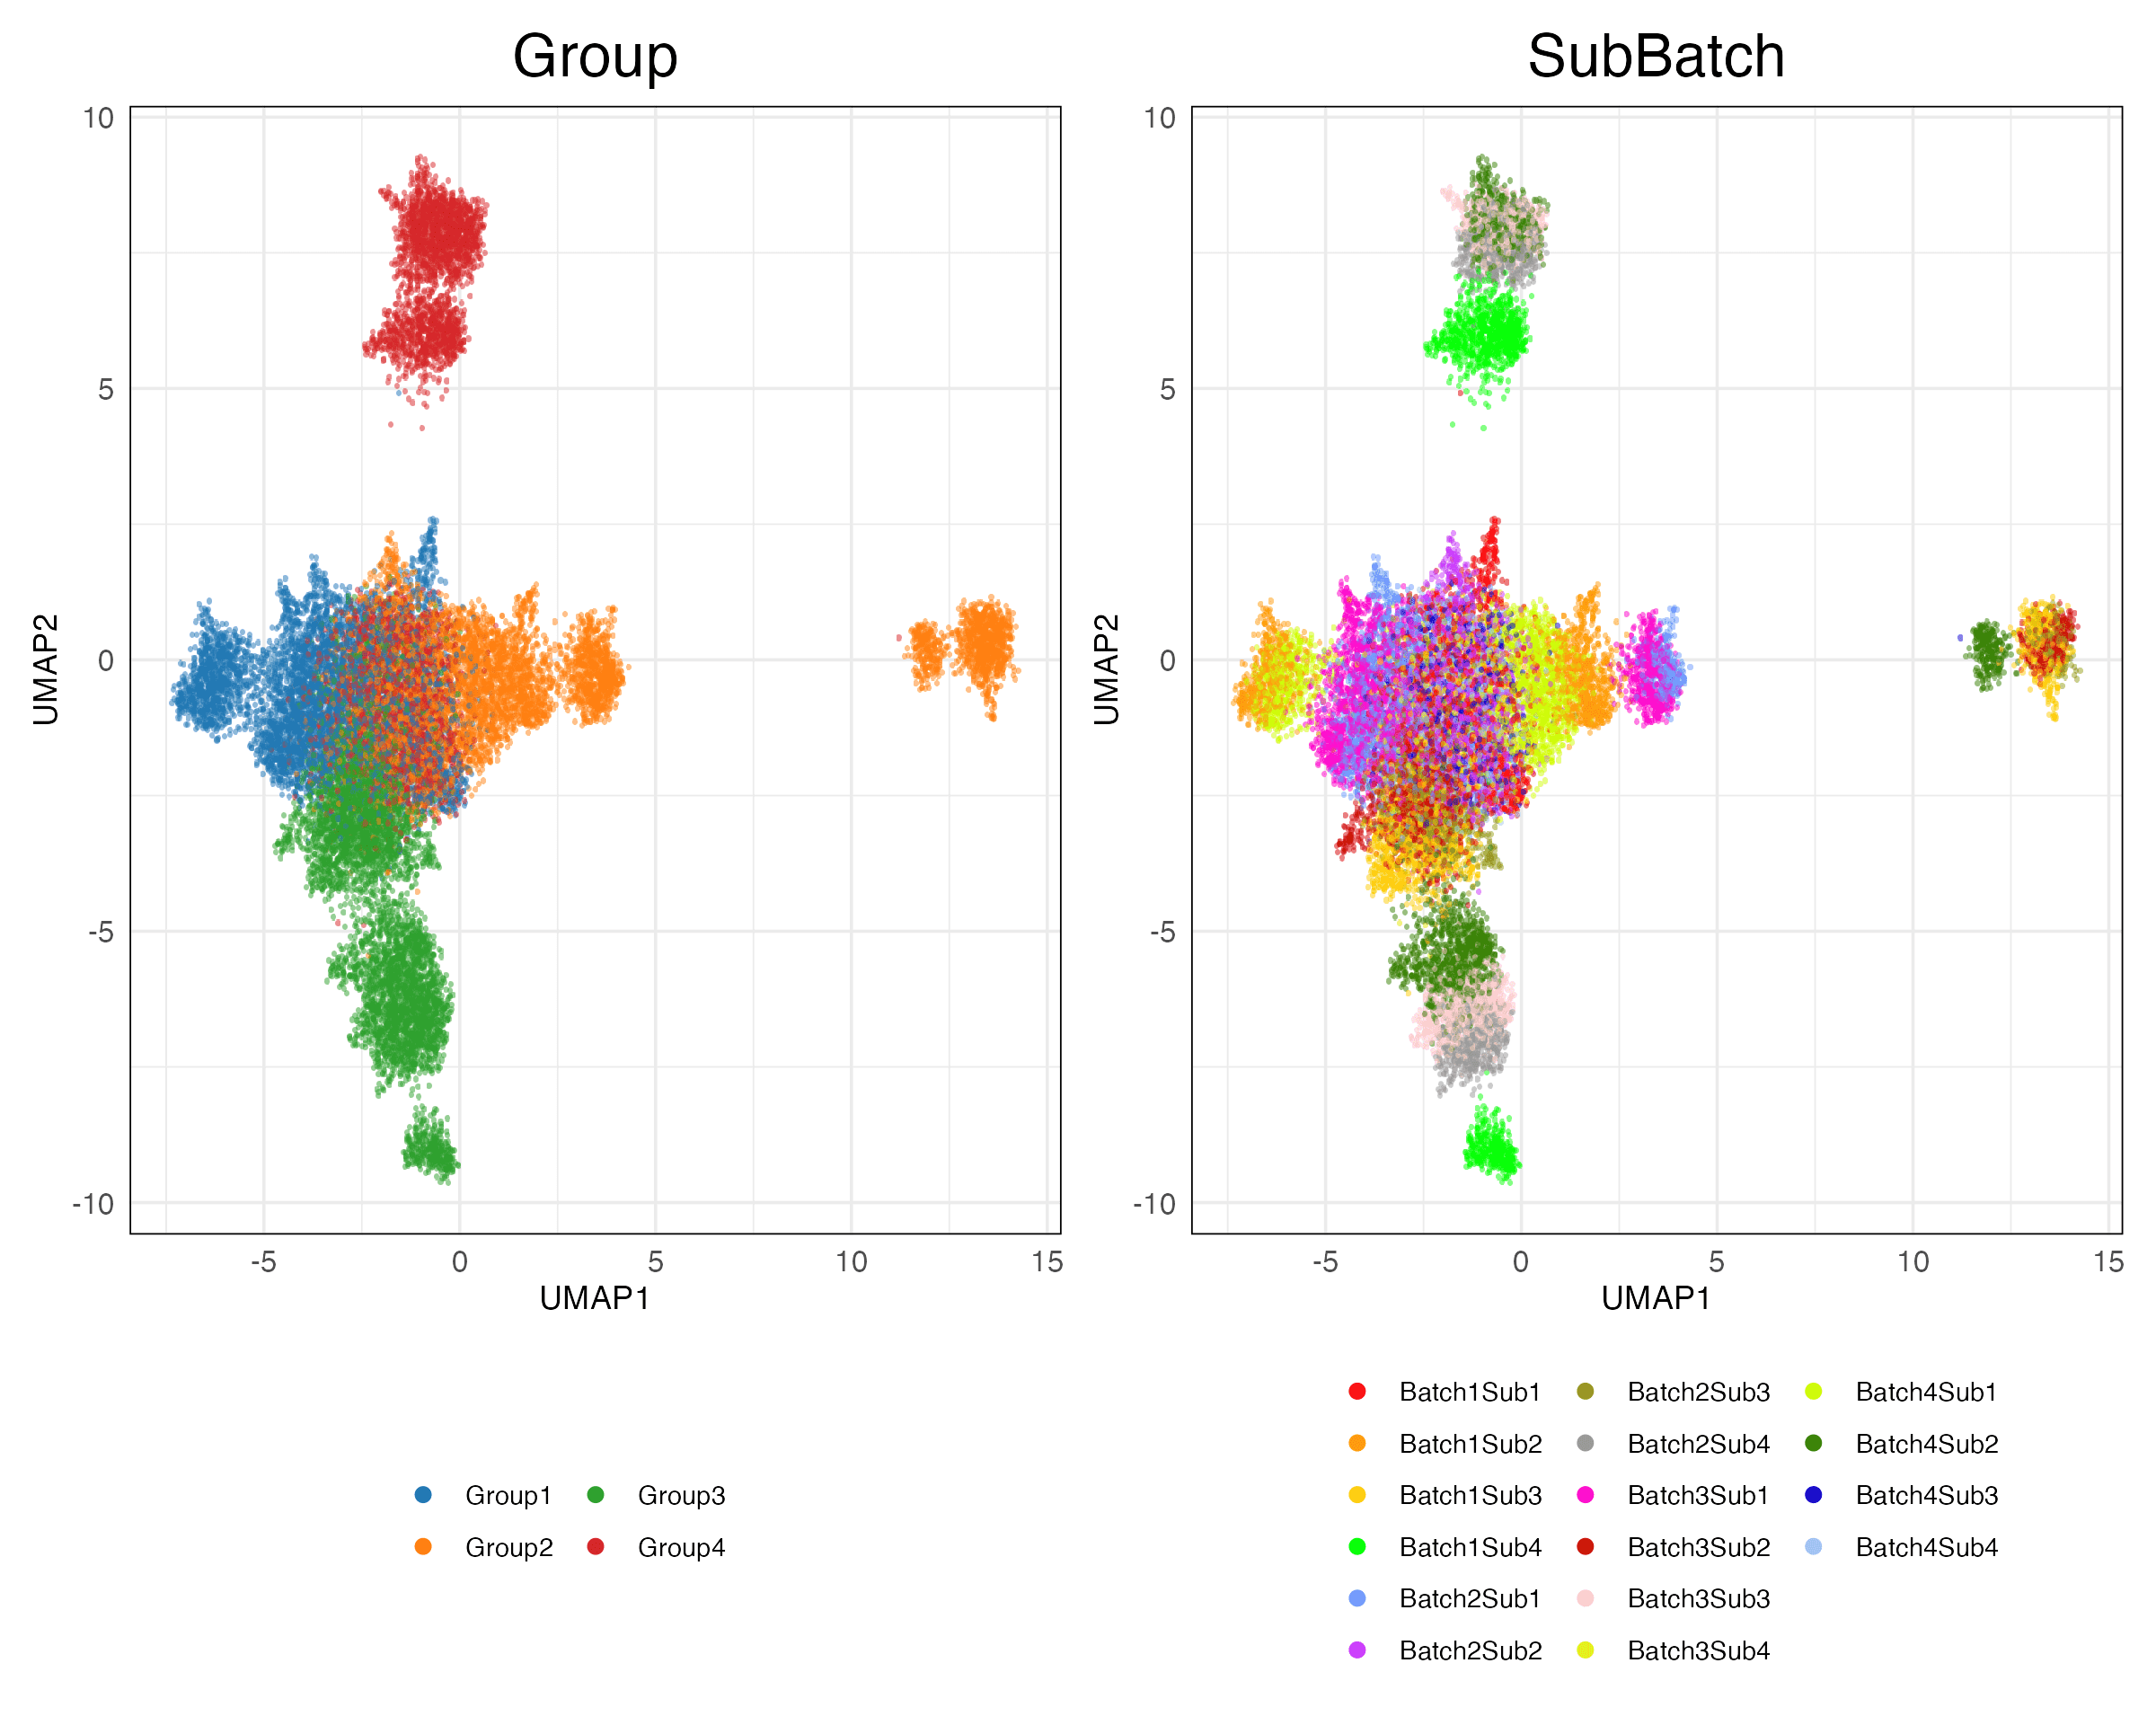 Group
SubBatch
10
5
0
-5
-10
UMAP2
-5 0 5 10 15
UMAP1
10
5
0
-5
-10
UMAP2
-5 0 5 10 15
UMAP1
Group1 Group3
Group2 Group4
Batch1Sub1 Batch2Sub3 Batch4Sub1
Batch1Sub2 Batch2Sub4 Batch4Sub2
Batch1Sub3 Batch3Sub1 Batch4Sub3
Batch1Sub4 Batch3Sub2 Batch4Sub4
Batch2Sub1 Batch3Sub3
Batch2Sub2 Batch3Sub4